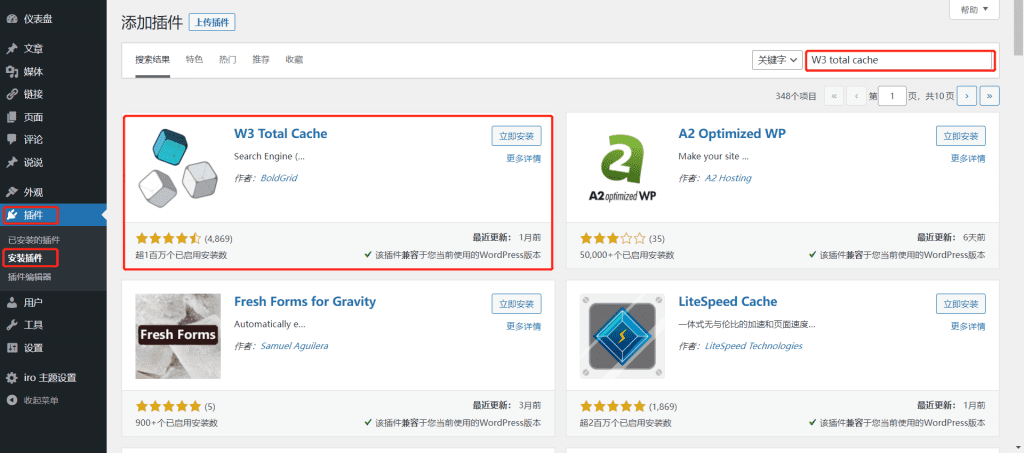 帮助
仪表盘
文章
媒体
链接
页面
评论
说说
外观
插件
已安装的插件
安装插件
插件编辑器
用户
工具
设置
iro 主题设置
收起菜单
添加插件 上传插件
搜索结果 特色 热门 推荐 收藏 关键字 W3 total cache
348个项目 « ‹ 第 1 页，共10页 › »
W3 Total Cache 立即安装
Search Engine (... 更多详情
作者： BoldGrid
(4,869) 最近更新： 1月前
超1百万个已启用安装数 该插件兼容于您当前使用的WordPress版本
A2 Optimized WP 立即安装
Make your site ... 更多详情
作者： A2 Hosting
a2
A2 optimized WP
(35) 最近更新： 6天前
50,000+个已启用安装数 该插件兼容于您当前使用的WordPress版本
Fresh Forms for Gravity 立即安装
Automatically e... 更多详情
作者： Samuel Aguilera
Fresh Forms
(5) 最近更新： 3月前
900+个已启用安装数 该插件兼容于您当前使用的WordPress版本
LiteSpeed Cache 立即安装
一体式无与伦比的加速和页面速度... 更多详情
作者： LiteSpeed Technologies
(1,869) 最近更新： 1月前
超2百万个已启用安装数 该插件兼容于您当前使用的WordPress版本